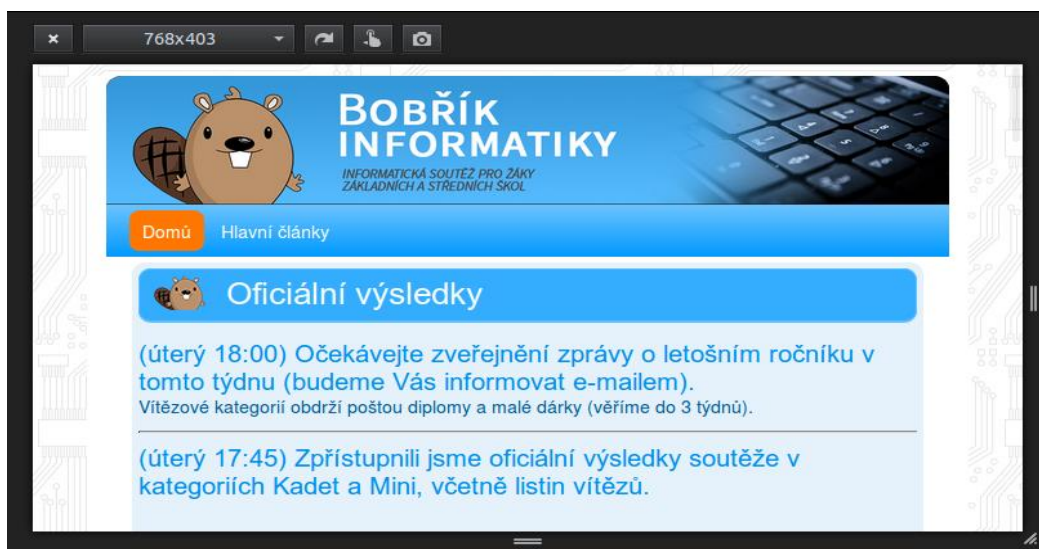 768x403
BOBŘÍK
INFORMATIKY
INFORMATICKÁ SOUTĚŽ PRO ŽÁKY
ZÁKLADNÍCH A STŘEDNÍCH ŠKOL
Domů Hlavní články
Oficiální výsledky
(úterý 18:00) Očekávejte zveřejnění zprávy o letošním ročníku v
tomto týdnu (budeme Vás informovat e-mailem).
Vítězové kategorií obdrží poštou diplomy a malé dárky (věříme do 3 týdnů).
(úterý 17:45) Zpřístupnili jsme oficiální výsledky soutěže v
kategoriích Kadet a Mini, včetně listin vítězů.